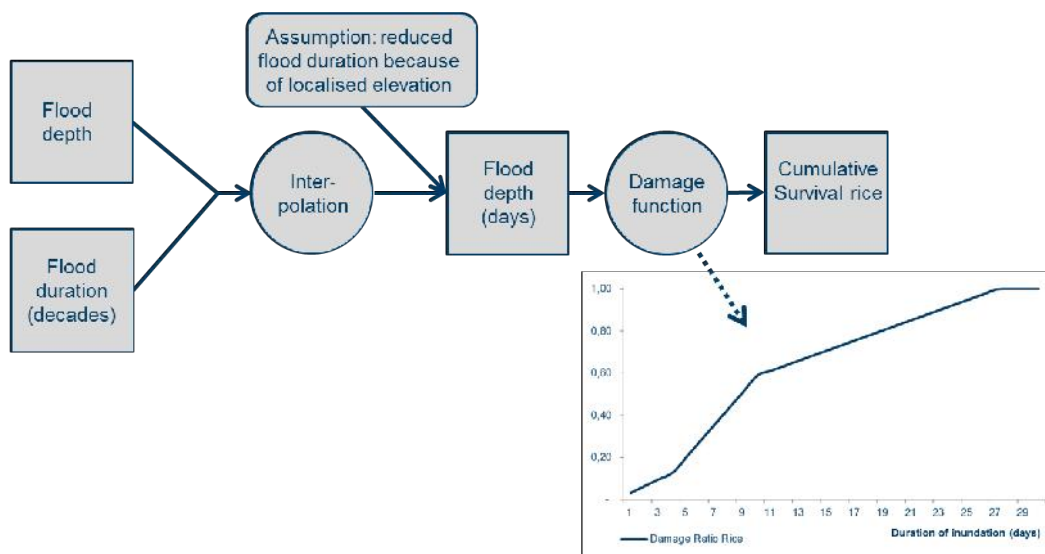 Assumption: reduced
flood duration because
of localised elevation
Flood
depth
Inter-
polation
Flood
depth
(days)
Damage
function
Cumulative
Survival rice
Flood
duration
(decades)
1,00
0,80
0,60
0,40
0,20
-
1 3 5 7 9 11 13 15 17 19 21 23 25 27 29
Damage Ratio Rice
Duration of inundation (days)